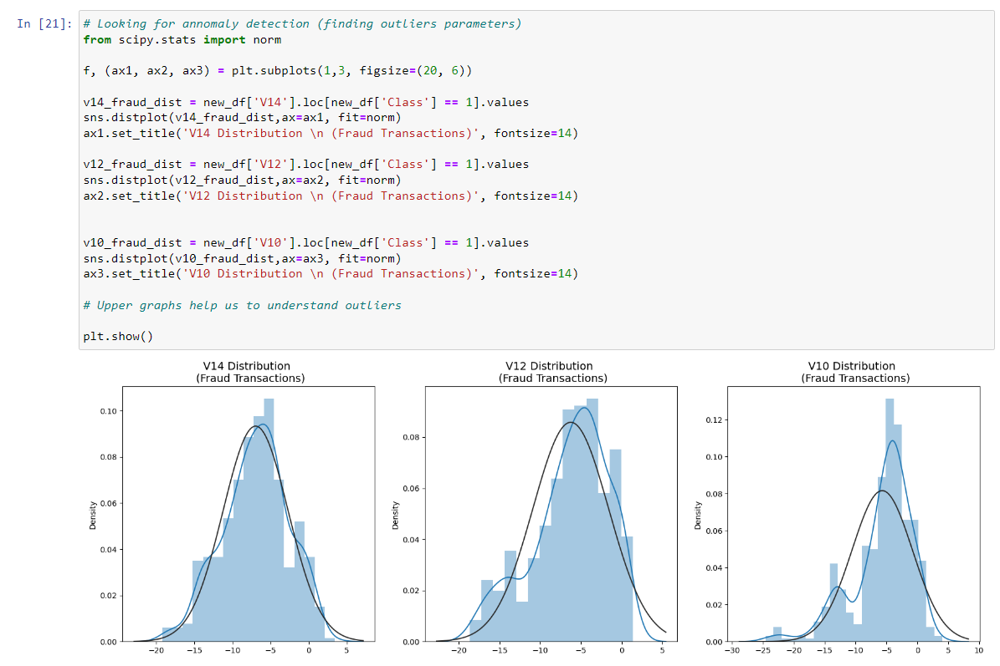 In [21]:
# Looking for annomaly detection (finding outliers parameters)
from scipy.stats import norm
f, (ax1, ax2, ax3) = plt.subplots(1,3, figsize=(20, 6))
v14_fraud_dist = new_df['V14'].loc[new_df['Class'] == 1].values
sns.distplot(v14_fraud_dist,ax=ax1, fit=norm)
ax1.set_title('V14 Distribution \n (Fraud Transactions)', fontsize=14)
v12_fraud_dist = new_df['V12'].loc[new_df['Class'] == 1].values
sns.distplot(v12_fraud_dist,ax=ax2, fit=norm)
ax2.set_title('V12 Distribution \n (Fraud Transactions)', fontsize=14)
v10_fraud_dist = new_df['V10'].loc[new_df['Class'] == 1].values
sns.distplot(v10_fraud_dist,ax=ax3, fit=norm)
ax3.set_title('V10 Distribution \n (Fraud Transactions)', fontsize=14)
# Upper graphs help us to understand outliers
plt.show()
V14 Distribution
(Fraud Transactions)
0.10
0.08
0.06
0.04
0.02
0.00
Density
−20 −15 −10 −5 0 5
V12 Distribution
(Fraud Transactions)
0.08
0.06
0.04
0.02
0.00
Density
−20 −15 −10 −5 0 5
V10 Distribution
(Fraud Transactions)
0.12
0.10
0.08
0.06
0.04
0.02
0.00
Density
−30 −25 −20 −15 −10 −5 0 5 10